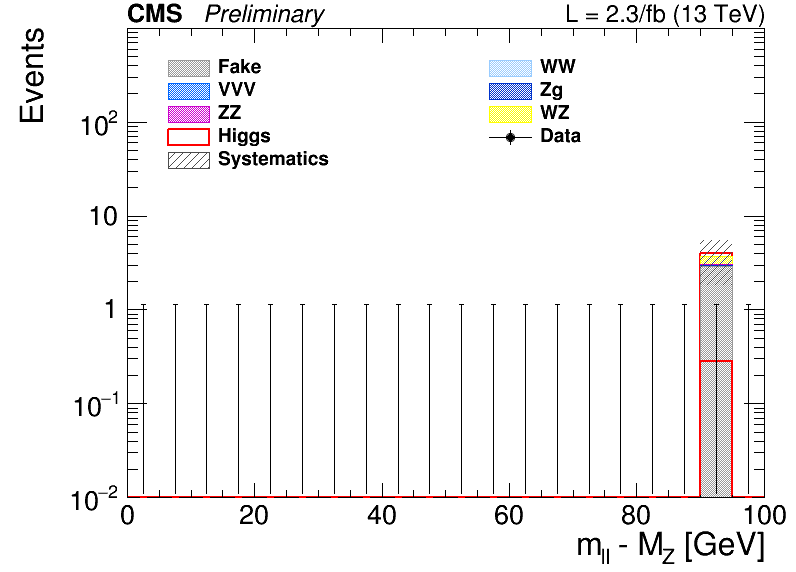 CMS Preliminary L = 2.3/fb (13 TeV)
Events
Fake WW
VVV Zg
ZZ WZ
Higgs Data
Systematics
10²
10
1
10⁻¹
10⁻²
0 20 40 60 80 100
m_ll - M_Z [GeV]